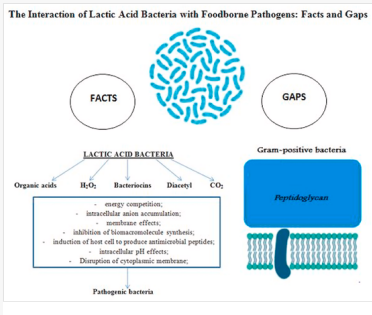 The Interaction of Lactic Acid Bacteria with Foodborne Pathogens: Facts and Gaps
FACTS
GAPS
LACTIC ACID BACTERIA
Organic acids H₂O₂ Bacteriocins Diacetyl CO₂
- energy competition;
- intracellular anion accumulation;
- membrane effects;
- inhibition of biomacromolecule synthesis;
- induction of host cell to produce antimicrobial peptides;
- intracellular pH effects;
- Disruption of cytoplasmic membrane;
Pathogenic bacteria
Gram-positive bacteria
Peptidoglycan